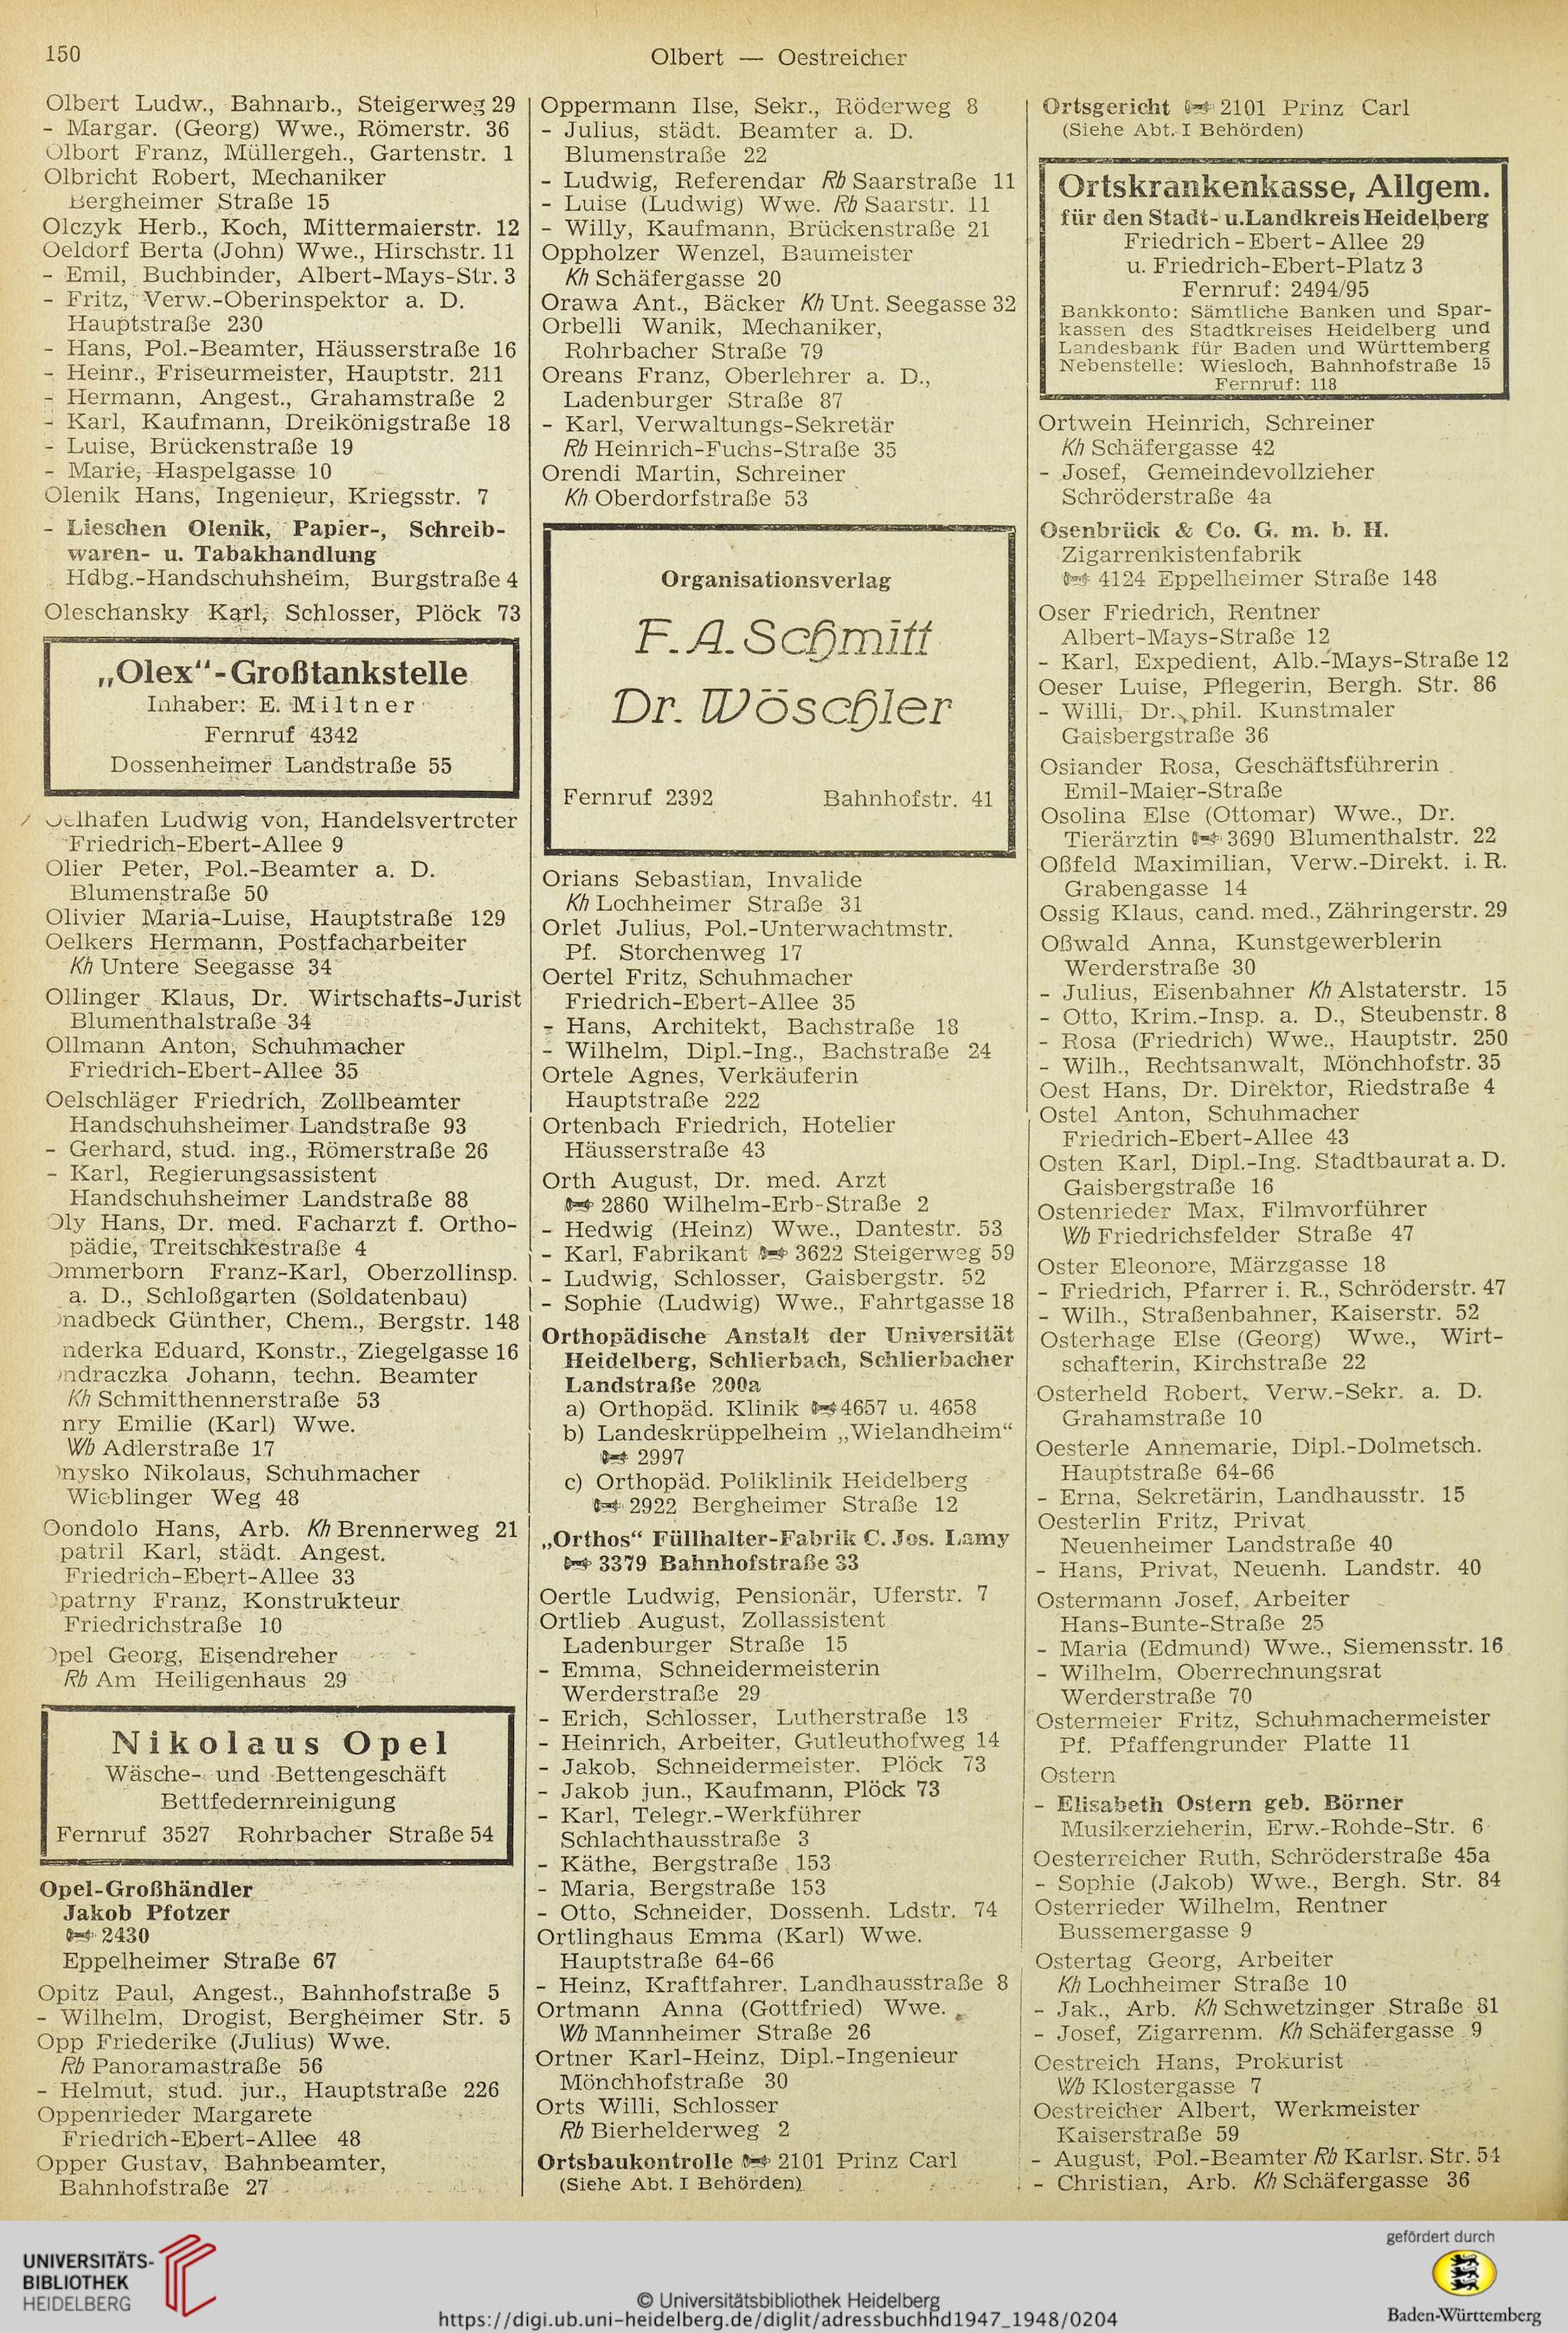 150
Olbert — Oestreicher
Olbert Ludw., Bahnarb., Steigerweg 29
- Margar. (Georg) Wwe., Römerstr. 36
Olbort Franz, Müllergeh., Gartenstr. 1
Olbricht Robert, Mechaniker
Bergheimer Straße 15
Olczyk Herb., Koch, Mittermaierstr. 12
Oeldorf Berta (John) Wwe., Hirschstr. 11
- Emil, Buchbinder, Albert-Mays-Str. 3
- Fritz, Verw.-Oberinspektor a. D.
Hauptstraße 230
- Hans, Pol.-Beamter, Häusserstraße 16
- Heinr., Friseurmeister, Hauptstr. 211
- Hermann, Angest., Grahamstraße 2
- Karl, Kaufmann, Dreikönigstraße 18
- Luise, Brückenstraße 19
- Marie, Haspelgasse 10
Olenik Hans, Ingenieur, Kriegsstr. 7
- Lieschen Olenik, Papier-, Schreib-
waren- u. Tabakhandlung
Hdbg.-Handschuhsheim, Burgstraße 4
Oleschansky Karl, Schlosser, Plöck 73
„Olex“-Großtankstelle
Inhaber: E. Miltner
Fernruf 4342
Dossenheimer Landstraße 55
Oelhafen Ludwig von, Handelsvertreter
Friedrich-Ebert-Allee 9
Olier Peter, Pol.-Beamter a. D.
Blumenstraße 50
Olivier Maria-Luise, Hauptstraße 129
Oelkers Hermann, Postfacharbeiter
Kh Untere Seegasse 34
Ollinger Klaus, Dr. Wirtschafts-Jurist
Blumenthalstraße 34
Ollmann Anton, Schuhmacher
Friedrich-Ebert-Allee 35
Oelschläger Friedrich, Zollbeamter
Handschuhsheimer Landstraße 93
- Gerhard, stud. ing., Römerstraße 26
- Karl, Regierungsassistent
Handschuhsheimer Landstraße 88
Oly Hans, Dr. med. Facharzt f. Ortho-
pädie, Treitschkestraße 4
Ommerborn Franz-Karl, Oberzollinsp.
a. D., Schloßgarten (Soldatenbau)
Onadbeck Günther, Chem., Bergstr. 148
nderka Eduard, Konstr., Ziegelgasse 16
ndraczka Johann, techn. Beamter
Kh Schmitthennerstraße 53
nry Emilie (Karl) Wwe.
Wb Adlerstraße 17
Onysko Nikolaus, Schuhmacher
Wieblinger Weg 48
Oondolo Hans, Arb. Kh Brennerweg 21
patril Karl, städt. Angest.
Friedrich-Ebert-Allee 33
Opatrny Franz, Konstrukteur
Friedrichstraße 10
Opel Georg, Eisendreher
Rb Am Heiligenhaus 29
Nikolaus Opel
Wäsche- und Bettengeschäft
Bettfedernreinigung
Fernruf 3527 Rohrbacher Straße 54
Opel-Großhändler
Jakob Pfotzer
2430
Eppelheimer Straße 67
Opitz Paul, Angest., Bahnhofstraße 5
- Wilhelm, Drogist, Bergheimer Str. 5
Opp Friederike (Julius) Wwe.
Rb Panoramastraße 56
- Helmut, stud. jur., Hauptstraße 226
Oppenrieder Margarete
Friedrich-Ebert-Allee 48
Opper Gustav, Bahnbeamter,
Bahnhofstraße 27
Oppermann Ilse, Sekr., Röderweg 8
- Julius, städt. Beamter a. D.
Blumenstraße 22
- Ludwig, Referendar Rb Saarstraße 11
- Luise (Ludwig) Wwe. Rb Saarstr. 11
- Willy, Kaufmann, Brückenstraße 21
Oppholzer Wenzel, Baumeister
Kh Schäfergasse 20
Orawa Ant., Bäcker Kh Unt. Seegasse 32
Orbelli Wanik, Mechaniker,
Rohrbacher Straße 79
Oreans Franz, Oberlehrer a. D.,
Ladenburger Straße 87
- Karl, Verwaltungs-Sekretär
Rb Heinrich-Fuchs-Straße 35
Orendi Martin, Schreiner
Kh Oberdorfstraße 53
Organisationsverlag
F. A. Schmitt
Dr. Wöschler
Fernruf 2392 Bahnhofstr. 41
Orians Sebastian, Invalide
Kh Lochheimer Straße 31
Orlet Julius, Pol.-Unterwachtmstr.
Pf. Storchenweg 17
Oertel Fritz, Schuhmacher
Friedrich-Ebert-Allee 35
- Hans, Architekt, Bachstraße 18
- Wilhelm, Dipl.-Ing., Bachstraße 24
Ortele Agnes, Verkäuferin
Hauptstraße 222
Ortenbach Friedrich, Hotelier
Häusserstraße 43
Orth August, Dr. med. Arzt
2860 Wilhelm-Erb-Straße 2
- Hedwig (Heinz) Wwe., Dantestr. 53
- Karl, Fabrikant 3622 Steigerweg 59
- Ludwig, Schlosser, Gaisbergstr. 52
- Sophie (Ludwig) Wwe., Fahrtgasse 18
Orthopädische Anstalt der Universität
Heidelberg, Schlierbach, Schlierbacher
Landstraße 200a
a) Orthopäd. Klinik 4657 u. 4658
b) Landeskrüppelheim „Wielandheim“
2997
c) Orthopäd. Poliklinik Heidelberg
2922 Bergheimer Straße 12
„Orthos“ Füllhalter-Fabrik C. Jos. Lamy
3379 Bahnhofstraße 33
Oertle Ludwig, Pensionär, Uferstr. 7
Ortlieb August, Zollassistent
Ladenburger Straße 15
- Emma, Schneidermeisterin
Werderstraße 29
- Erich, Schlosser, Lutherstraße 13
- Heinrich, Arbeiter, Gutleuthofweg 14
- Jakob, Schneidermeister, Plöck 73
- Jakob jun., Kaufmann, Plöck 73
- Karl, Telegr.-Werkführer
Schlachthausstraße 3
- Käthe, Bergstraße 153
- Maria, Bergstraße 153
- Otto, Schneider, Dossenh. Ldstr. 74
Ortlinghaus Emma (Karl) Wwe.
Hauptstraße 64-66
- Heinz, Kraftfahrer, Landhausstraße 8
Ortmann Anna (Gottfried) Wwe.
Wb Mannheimer Straße 26
Ortner Karl-Heinz, Dipl.-Ingenieur
Mönchhofstraße 30
Orts Willi, Schlosser
Rb Bierhelderweg 2
Ortsbaukontrolle 2101 Prinz Carl
(Siehe Abt. I Behörden)
Ortsgericht 2101 Prinz Carl
(Siehe Abt. I Behörden)
Ortskrankenkasse, Allgem.
für den Stadt- u. Landkreis Heidelberg
Friedrich-Ebert-Allee 29
u. Friedrich-Ebert-Platz 3
Fernruf: 2494/95
Bankkonto: Sämtliche Banken und Spar-
kassen des Stadtkreises Heidelberg und
Landesbank für Baden und Württemberg
Nebenstelle: Wiesloch, Bahnhofstraße 15
Fernruf: 118
Ortwein Heinrich, Schreiner
Kh Schäfergasse 42
- Josef, Gemeindevollzieher
Schröderstraße 4a
Osenbrück & Co. G. m. b. H.
Zigarrenkistenfabrik
4124 Eppelheimer Straße 148
Oser Friedrich, Rentner
Albert-Mays-Straße 12
- Karl, Expedient, Alb.-Mays-Straße 12
Oeser Luise, Pflegerin, Bergh. Str. 86
- Willi, Dr. phil. Kunstmaler
Gaisbergstraße 36
Osiander Rosa, Geschäftsführerin
Emil-Maier-Straße
Osolina Else (Ottomar) Wwe., Dr.
Tierärztin 3690 Blumenthalstr. 22
Oßfeld Maximilian, Verw.-Direkt. i. R.
Grabengasse 14
Ossig Klaus, cand. med., Zähringerstr. 29
Oßwald Anna, Kunstgewerblerin
Werderstraße 30
- Julius, Eisenbahner Kh Alstaterstr. 15
- Otto, Krim.-Insp. a. D., Steubenstr. 8
- Rosa (Friedrich) Wwe., Hauptstr. 250
- Wilh., Rechtsanwalt, Mönchhofstr. 35
Oest Hans, Dr. Direktor, Riedstraße 4
Ostel Anton, Schuhmacher
Friedrich-Ebert-Allee 43
Osten Karl, Dipl.-Ing. Stadtbaurat a. D.
Gaisbergstraße 16
Ostenrieder Max, Filmvorführer
Wb Friedrichsfelder Straße 47
Oster Eleonore, Märzgasse 18
- Friedrich, Pfarrer i. R., Schröderstr. 47
- Wilh., Straßenbahner, Kaiserstr. 52
Osterhage Else (Georg) Wwe., Wirt-
schafterin, Kirchstraße 22
Osterheld Robert, Verw.-Sekr. a. D.
Grahamstraße 10
Oesterle Annemarie, Dipl.-Dolmetsch.
Hauptstraße 64-66
- Erna, Sekretärin, Landhausstr. 15
Oesterlin Fritz, Privat
Neuenheimer Landstraße 40
- Hans, Privat, Neuenh. Landstr. 40
Ostermann Josef, Arbeiter
Hans-Bunte-Straße 25
- Maria (Edmund) Wwe., Siemensstr. 16
- Wilhelm, Oberrechnungsrat
Werderstraße 70
Ostermeier Fritz, Schuhmachermeister
Pf. Pfaffengrunder Platte 11
Ostern
- Elisabeth Ostern geb. Börner
Musikerzieherin, Erw.-Rohde-Str. 6
Oesterreicher Ruth, Schröderstraße 45a
- Sophie (Jakob) Wwe., Bergh. Str. 84
Osterrieder Wilhelm, Rentner
Bussemergasse 9
Ostertag Georg, Arbeiter
Kh Lochheimer Straße 10
- Jak., Arb. Kh Schwetzinger Straße 81
- Josef, Zigarrenm. Kh Schäfergasse 9
Oestreich Hans, Prokurist
Wb Klostergasse 7
Oestreicher Albert, Werkmeister
Kaiserstraße 59
- August, Pol.-Beamter Rb Karlsr. Str. 54
- Christian, Arb. Kh Schäfergasse 36
UNIVERSITÄTS-
BIBLIOTHEK
HEIDELBERG
© Universitätsbibliothek Heidelberg
https://digi.ub.uni-heidelberg.de/diglit/adressbuchhd1947_1948/0204
gefördert durch
Baden-Württemberg